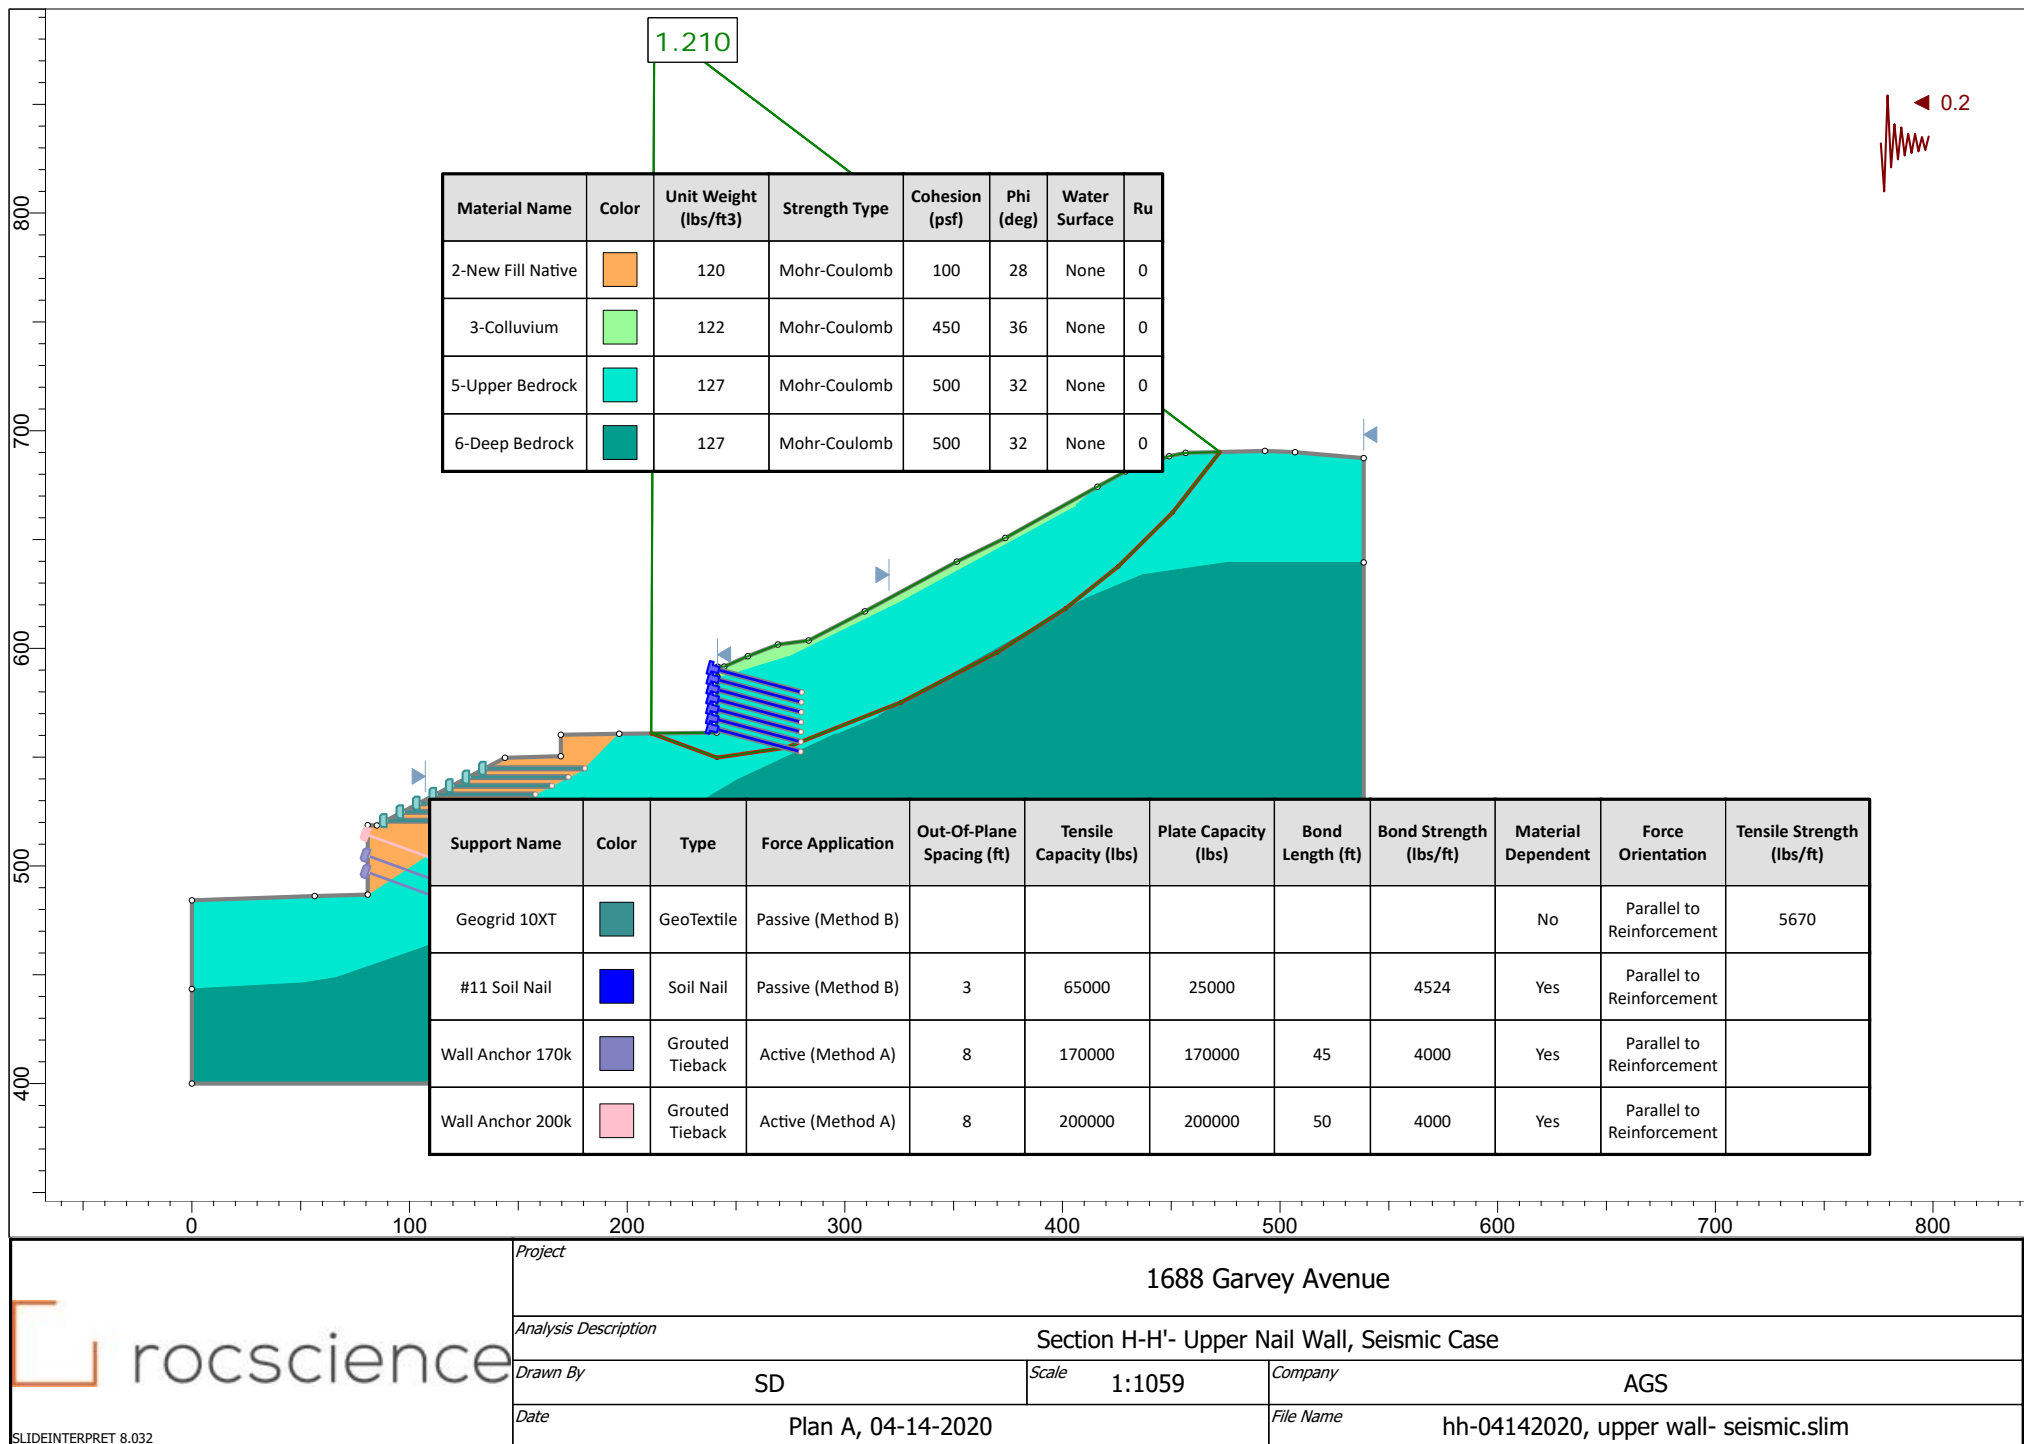 1.210
0.2
Material Name Color Unit Weight (lbs/ft3) Strength Type Cohesion (psf) Phi (deg) Water Surface Ru
2-New Fill Native 120 Mohr-Coulomb 100 28 None 0
3-Colluvium 122 Mohr-Coulomb 450 36 None 0
5-Upper Bedrock 127 Mohr-Coulomb 500 32 None 0
6-Deep Bedrock 127 Mohr-Coulomb 500 32 None 0
800
700
600
500
400
Support Name Color Type Force Application Out-Of-Plane Spacing (ft) Tensile Capacity (lbs) Plate Capacity (lbs) Bond Length (ft) Bond Strength (lbs/ft) Material Dependent Force Orientation Tensile Strength (lbs/ft)
Geogrid 10XT GeoTextile Passive (Method B) No Parallel to Reinforcement 5670
#11 Soil Nail Soil Nail Passive (Method B) 3 65000 25000 4524 Yes Parallel to Reinforcement
Wall Anchor 170k Grouted Tieback Active (Method A) 8 170000 170000 45 4000 Yes Parallel to Reinforcement
Wall Anchor 200k Grouted Tieback Active (Method A) 8 200000 200000 50 4000 Yes Parallel to Reinforcement
0 100 200 300 400 500 600 700 800
rocscience
SLIDEINTERPRET 8.032
Project
1688 Garvey Avenue
Analysis Description
Section H-H'- Upper Nail Wall, Seismic Case
Drawn By SD Scale 1:1059 Company AGS
Date Plan A, 04-14-2020 File Name hh-04142020, upper wall- seismic.slim